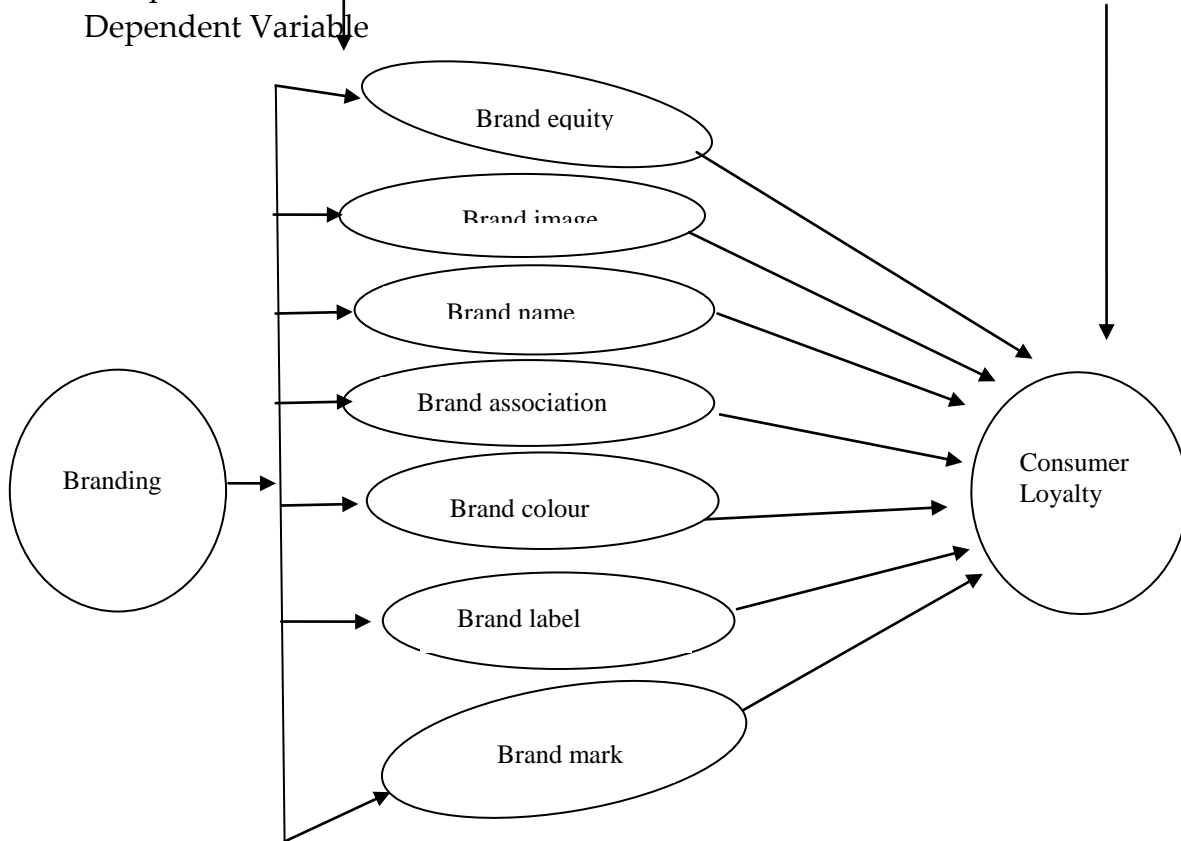 Dependent Variable
Brand equity
Brand image
Brand name
Brand association
Branding
Consumer
Loyalty
Brand colour
Brand label
Brand mark